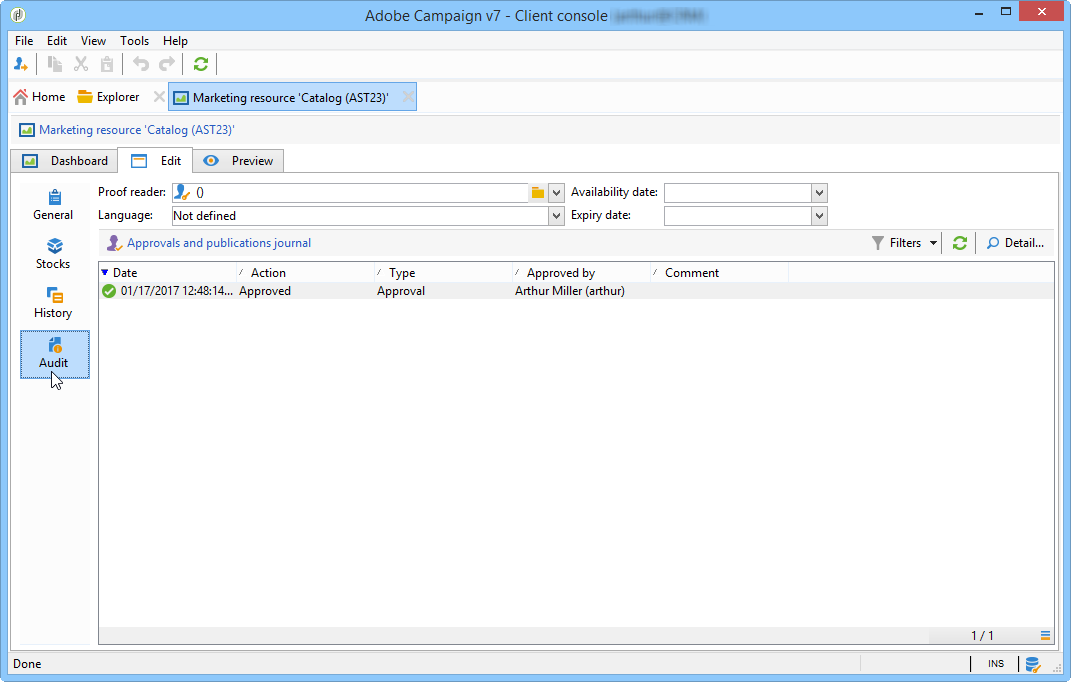 Adobe Campaign v7 - Client console
File Edit View Tools Help
Home Explorer Marketing resource 'Catalog (AST23)'
Marketing resource 'Catalog (AST23)'
Dashboard Edit Preview
General
Stocks
History
Audit
Proof reader: () Availability date:
Language: Not defined Expiry date:
Approvals and publications journal Filters Detail...
Date Action Type Approved by Comment
01/17/2017 12:48:14... Approved Approval Arthur Miller (arthur)
1 / 1
Done INS